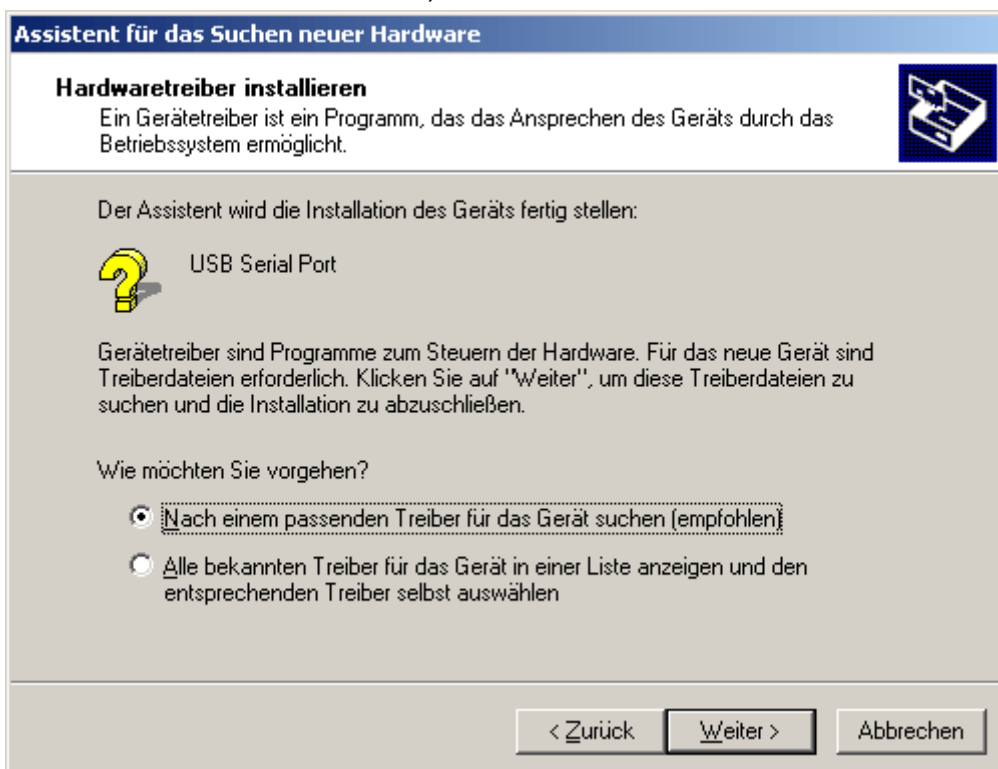 Assistent für das Suchen neuer Hardware
Hardwaretreiber installieren
Ein Gerätetreiber ist ein Programm, das das Ansprechen des Geräts durch das
Betriebssystem ermöglicht.
Der Assistent wird die Installation des Geräts fertig stellen:
USB Serial Port
Gerätetreiber sind Programme zum Steuern der Hardware. Für das neue Gerät sind
Treiberdateien erforderlich. Klicken Sie auf "Weiter", um diese Treiberdateien zu
suchen und die Installation zu abzuschließen.
Wie möchten Sie vorgehen?
Nach einem passenden Treiber für das Gerät suchen (empfohlen)
Alle bekannten Treiber für das Gerät in einer Liste anzeigen und den
entsprechenden Treiber selbst auswählen
< Zurück Weiter > Abbrechen